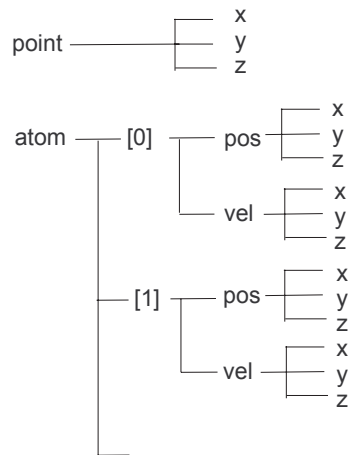 x
point y
z
x
atom [0] pos y
z
x
vel y
z
x
[1] pos y
z
x
vel y
z